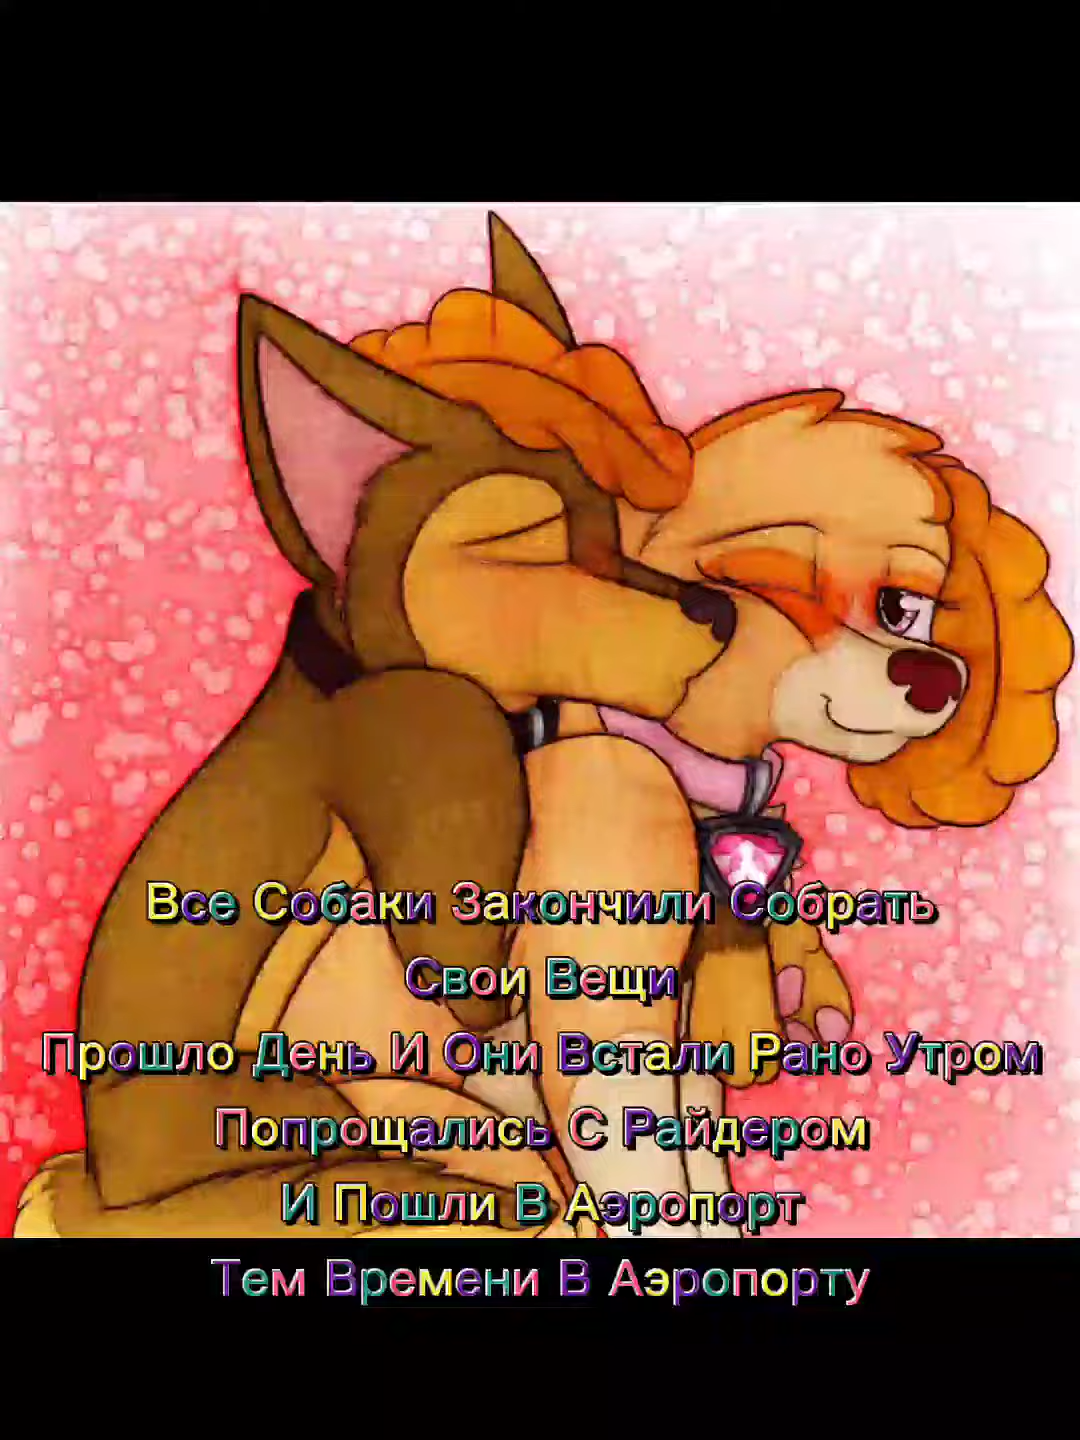 Все Собаки Закончили Собрать
Свои Вещи
Прошло День И Они Встали Рано Утром
Попрощались С Райдером
И Пошли В Аэропорт
Тем Времени В Аэропорту